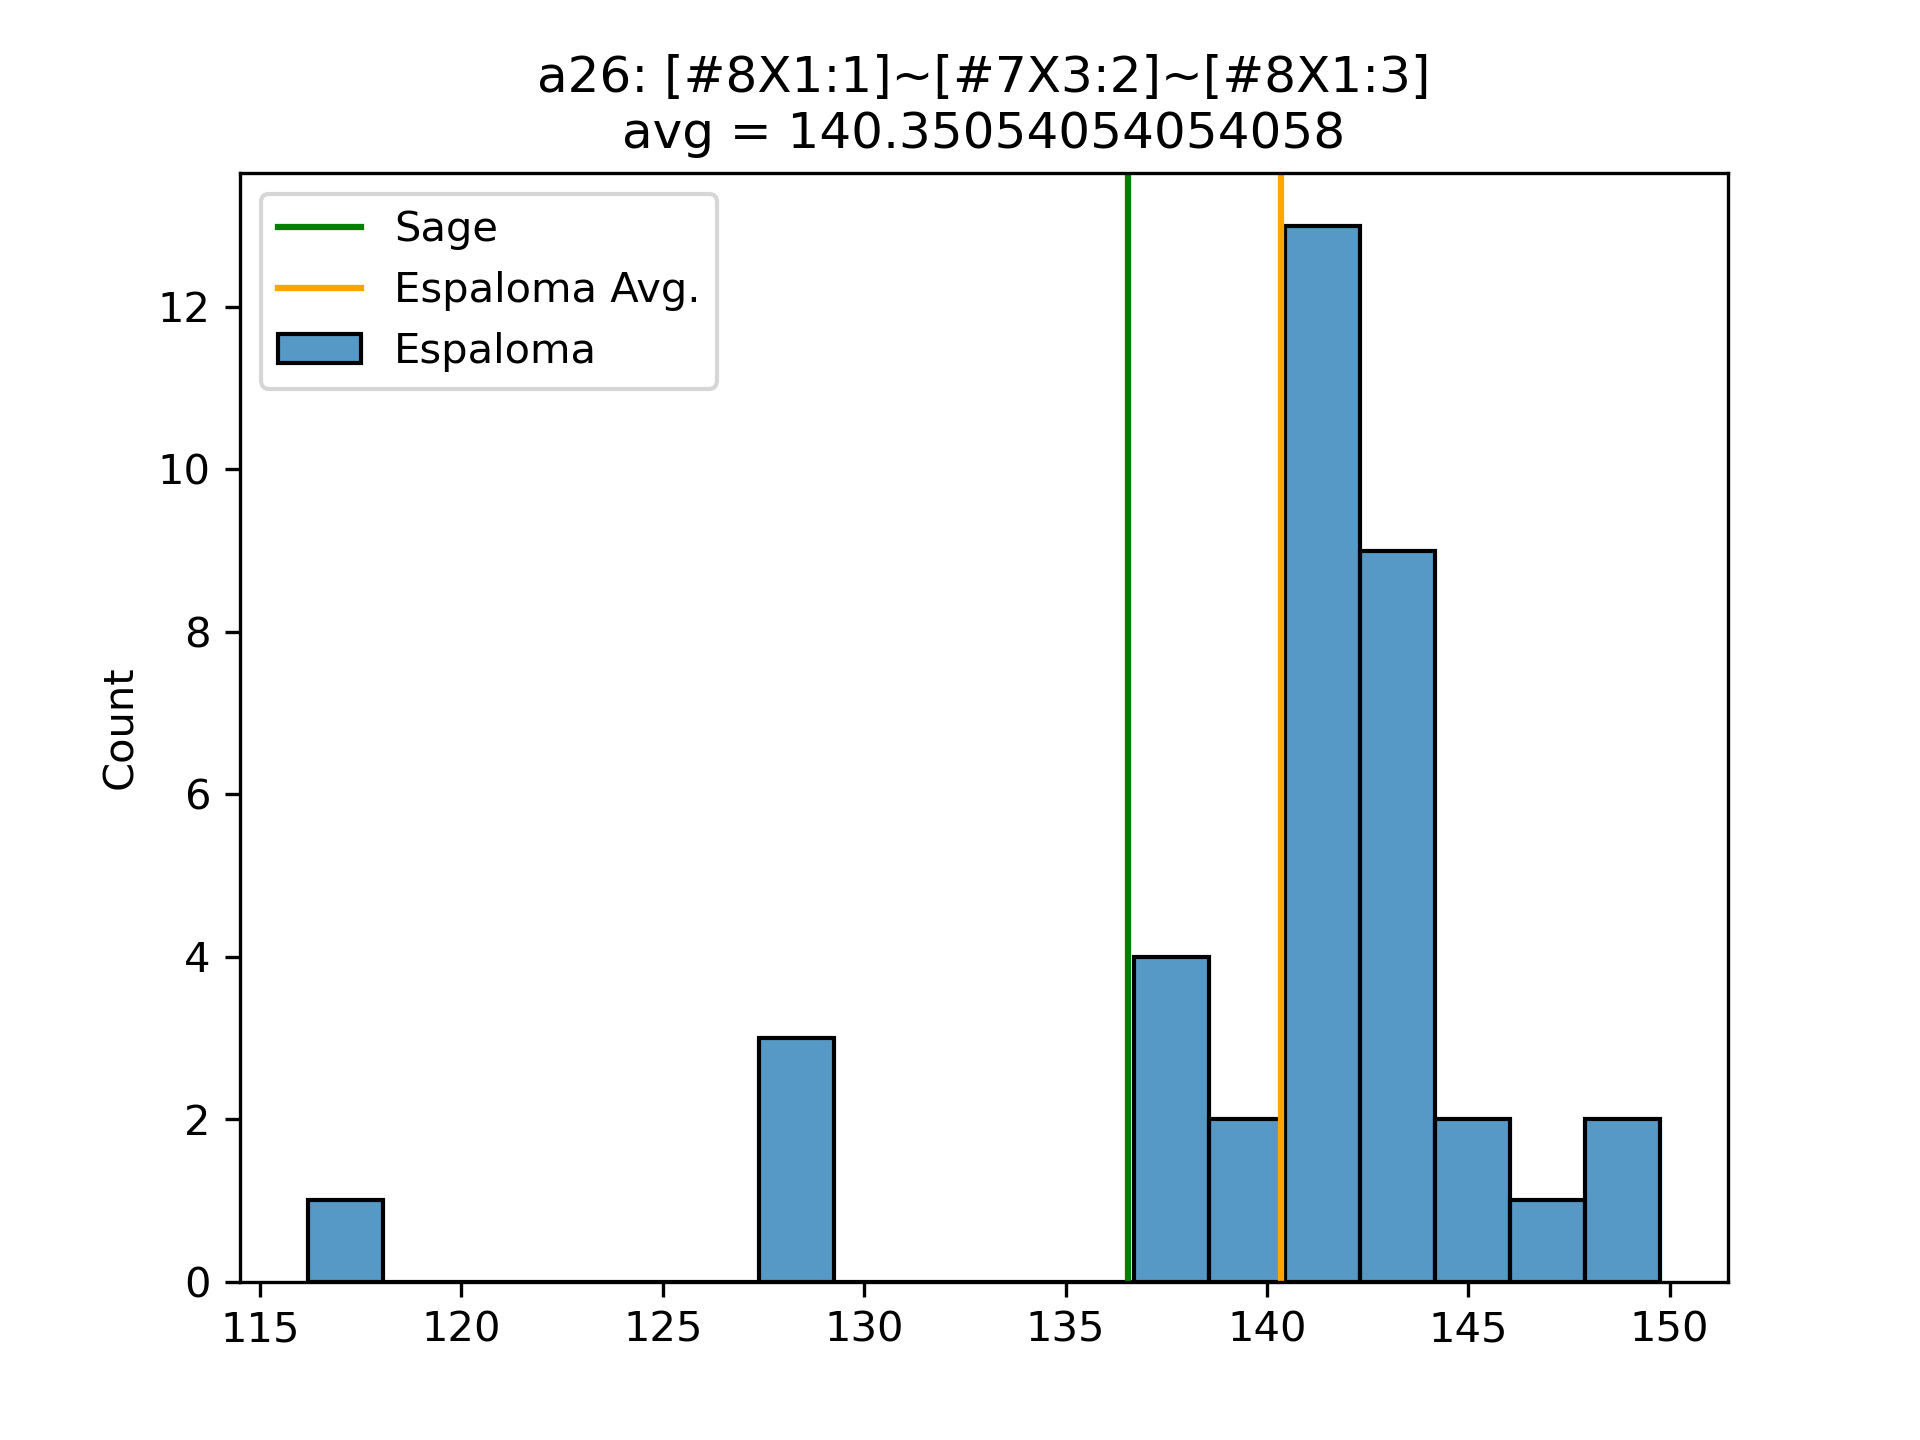 a26: [#8X1:1]~[#7X3:2]~[#8X1:3]
avg = 140.35054054054058
Sage
Espaloma Avg.
Espaloma
12
10
8
6
4
2
0
Count
115 120 125 130 135 140 145 150